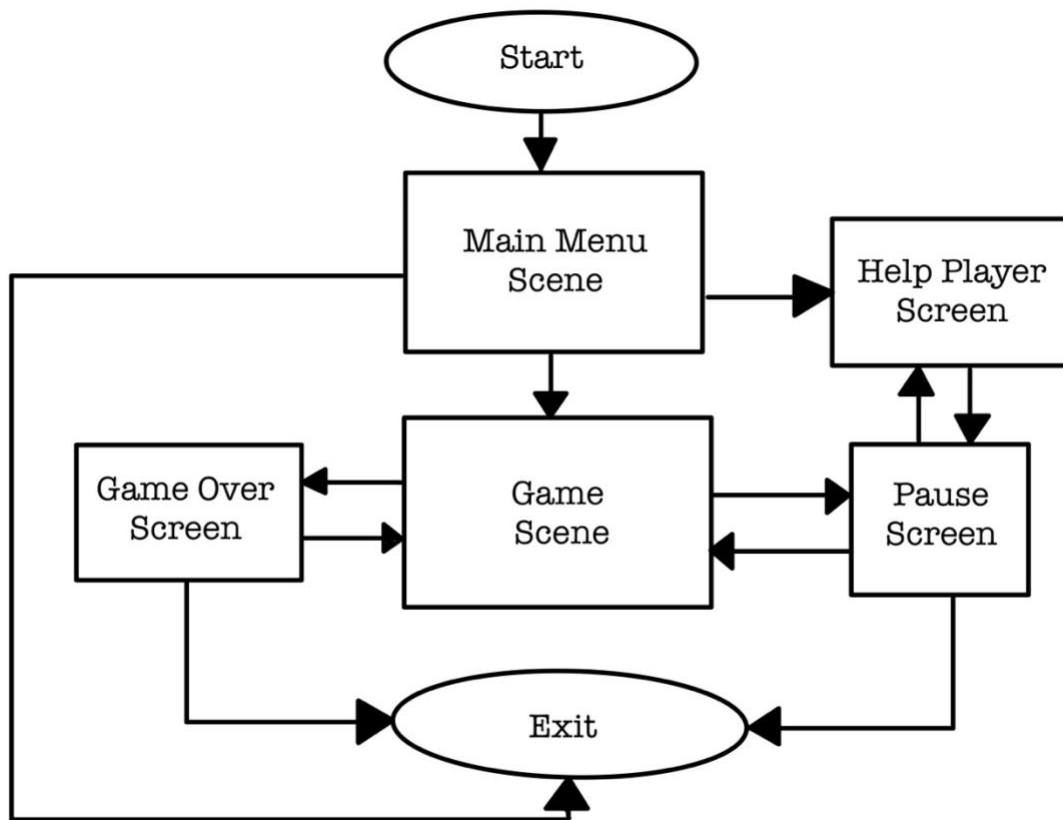 Start
Main Menu
Scene
Help Player
Screen
Game Over
Screen
Game
Scene
Pause
Screen
Exit